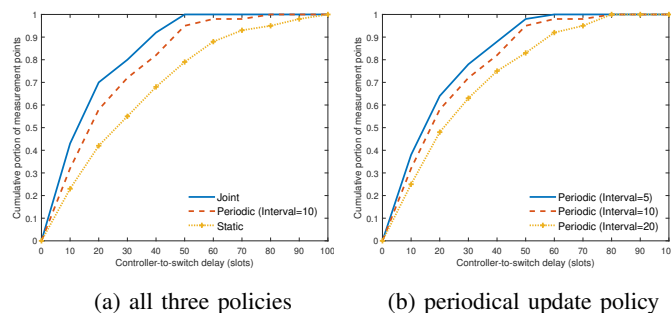 Cumulative portion of measurement points
1
0.9
0.8
0.7
0.6
0.5
0.4
0.3
0.2
0.1
0
0 10 20 30 40 50 60 70 80 90 100
Controller-to-switch delay (slots)
Joint
Periodic (Interval=10)
Static
(a) all three policies
Cumulative portion of measurement points
1
0.9
0.8
0.7
0.6
0.5
0.4
0.3
0.2
0.1
0
0 10 20 30 40 50 60 70 80 90 100
Controller-to-switch delay (slots)
Periodic (Interval=5)
Periodic (Interval=10)
Periodic (Interval=20)
(b) periodical update policy